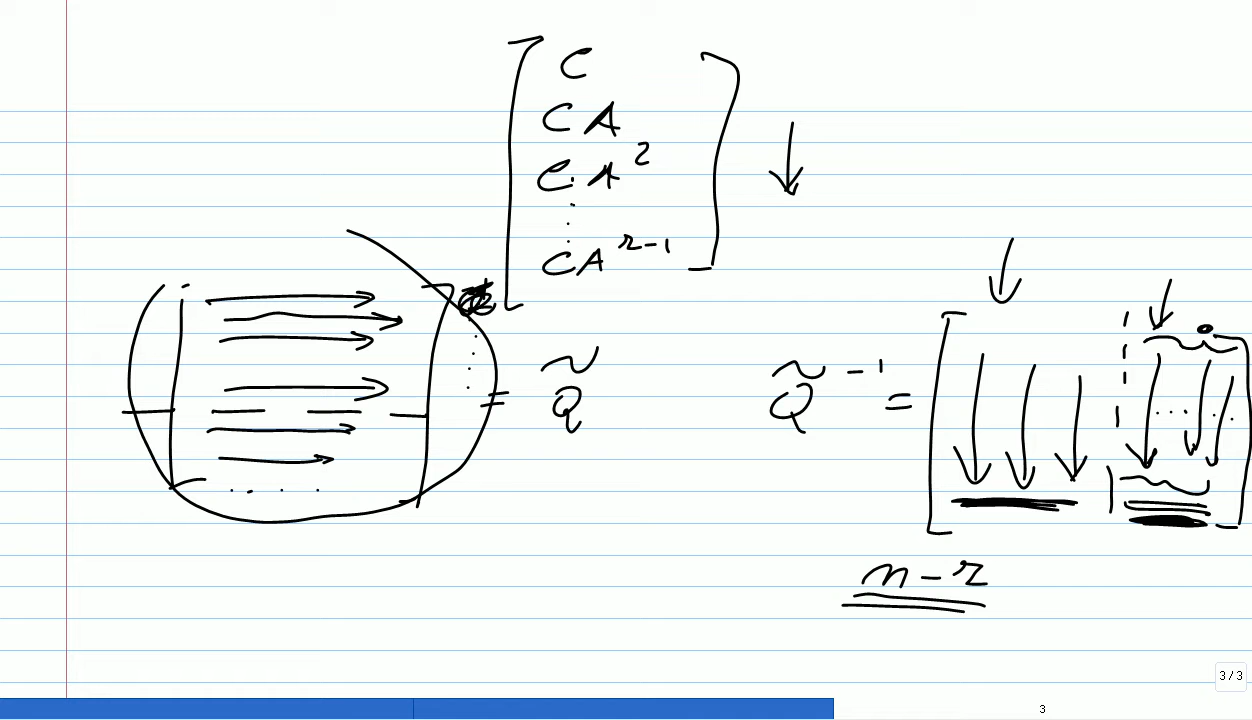 C
CA
CA²
⋮
CA^{r-1}
= Q̃
Q̃⁻¹ =
n-r
3 / 3
3